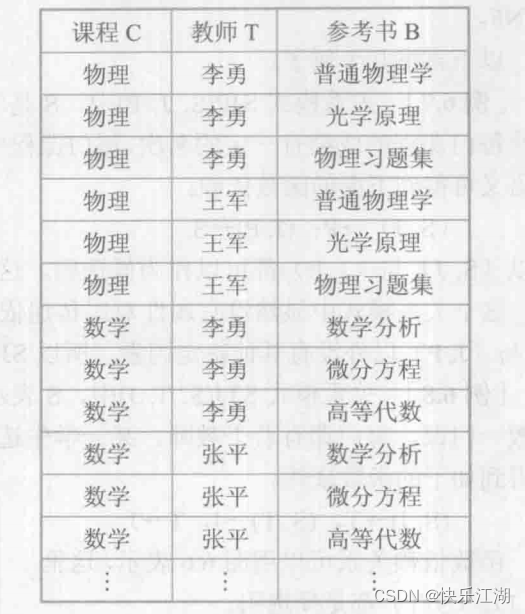 课程 C 教师 T 参考书 B
物理 李勇 普通物理学
物理 李勇 光学原理
物理 李勇 物理习题集
物理 王军 普通物理学
物理 王军 光学原理
物理 王军 物理习题集
数学 李勇 数学分析
数学 李勇 微分方程
数学 李勇 高等代数
数学 张平 数学分析
数学 张平 微分方程
数学 张平 高等代数
⋮ ⋮ ⋮
CSDN @快乐江湖